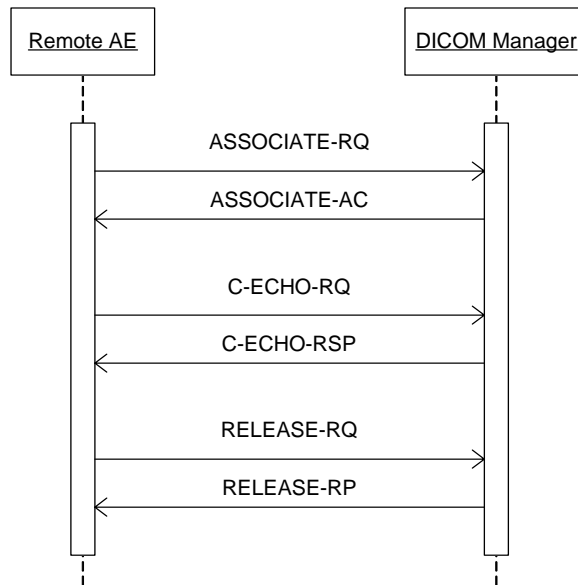 Remote AE
DICOM Manager
ASSOCIATE-RQ
ASSOCIATE-AC
C-ECHO-RQ
C-ECHO-RSP
RELEASE-RQ
RELEASE-RP